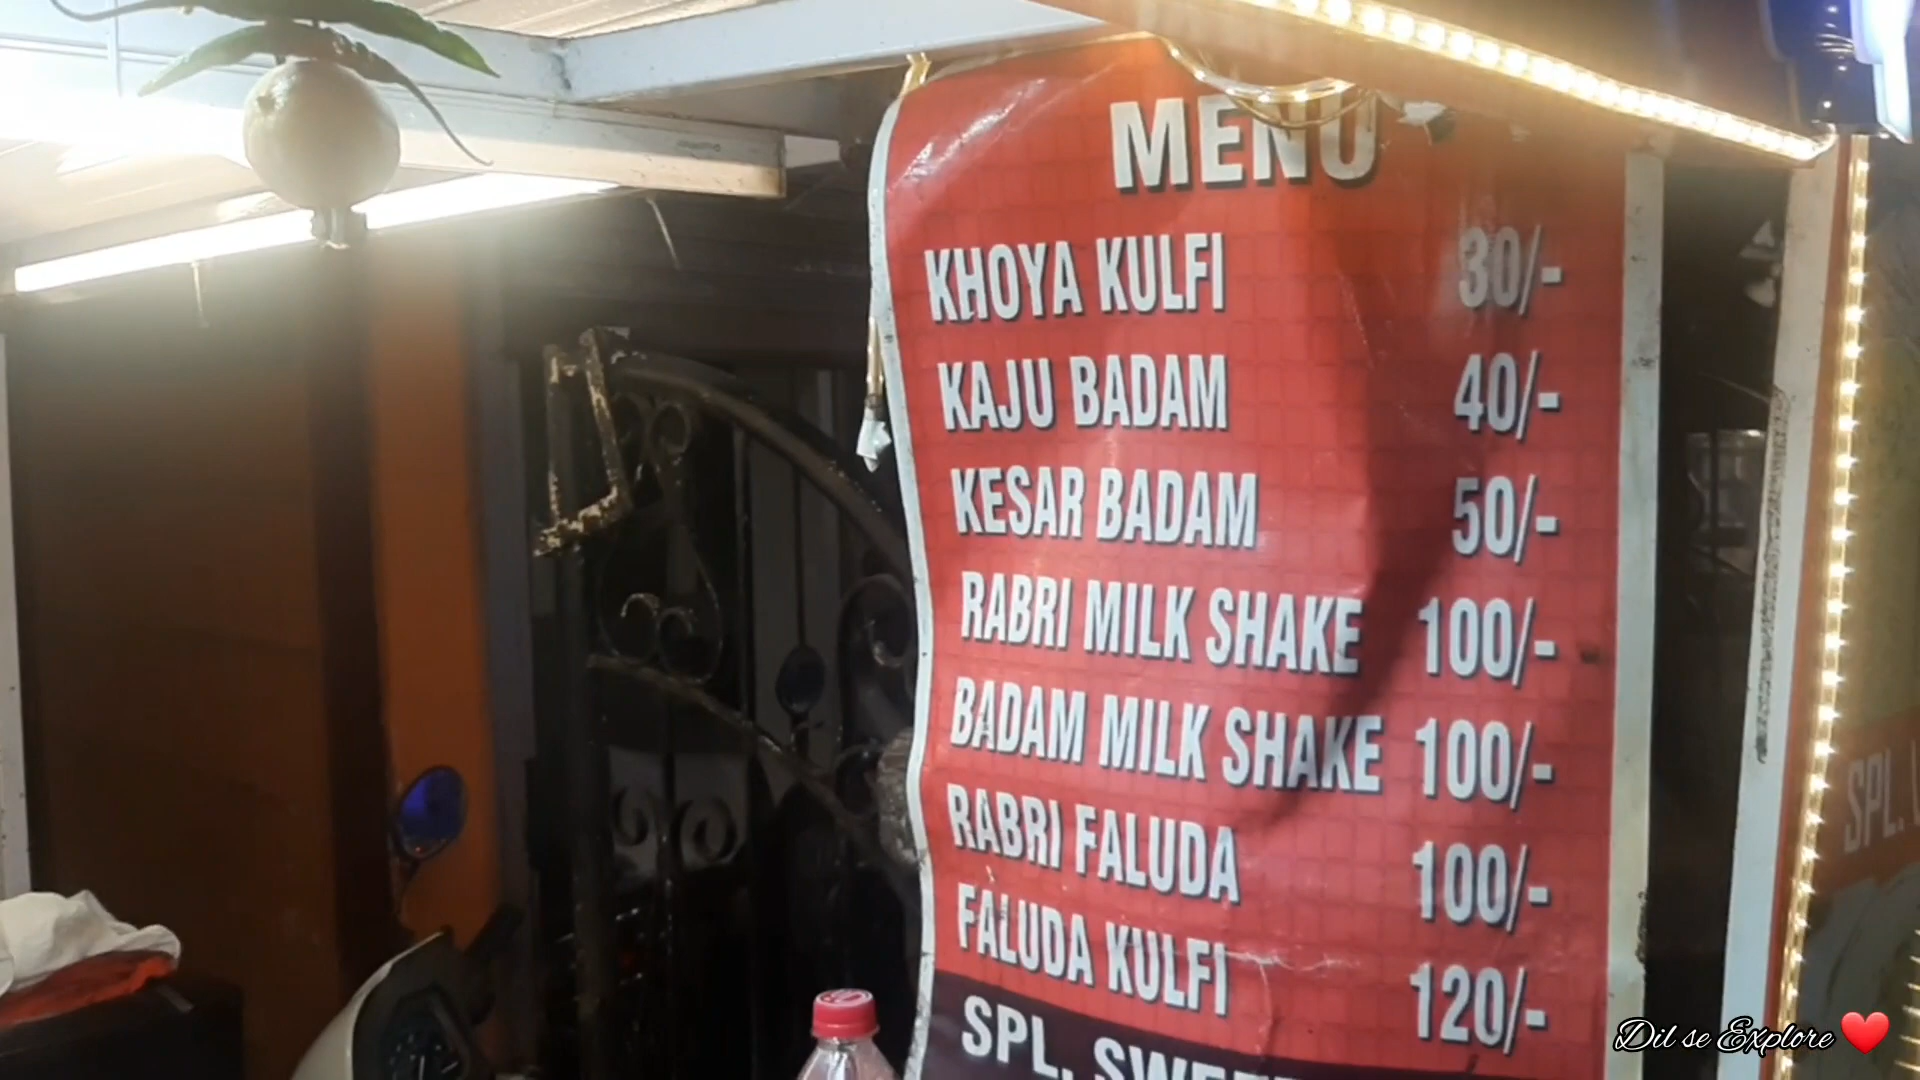 MENU
KHOYA KULFI 30/-
KAJU BADAM 40/-
KESAR BADAM 50/-
RABRI MILK SHAKE 100/-
BADAM MILK SHAKE 100/-
RABRI FALUDA 100/-
FALUDA KULFI 120/-
SPL.
SPL.
Dil se Explore